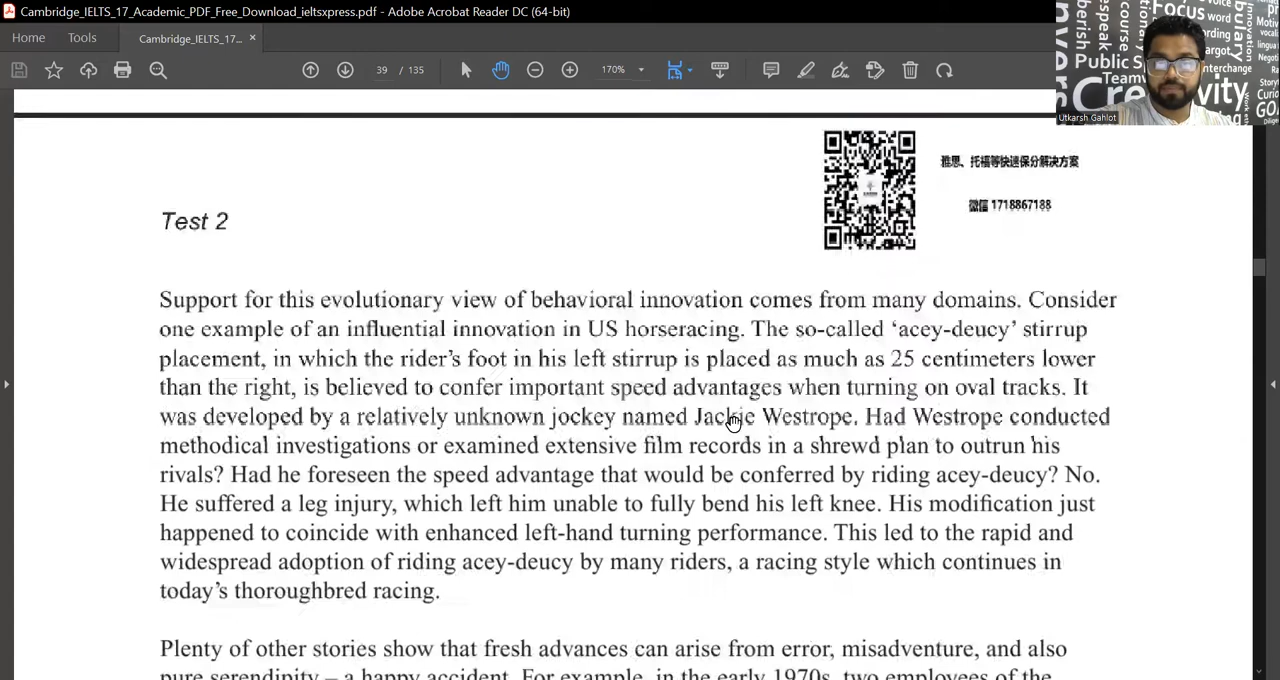 Cambridge_IELTS_17_Academic_PDF_Free_Download_ieltsxpress.pdf - Adobe Acrobat Reader DC (64-bit)
Home
Tools
Cambridge_IELTS_17... ×
39 / 135
170%
Focus
word
course
Public S
Interchange
Team
Cre
vity
Utkarsh Gahlot
雅思、托福等快速保分解决方案
微信 1718867188
Test 2
Support for this evolutionary view of behavioral innovation comes from many domains. Consider
one example of an influential innovation in US horseracing. The so-called ‘acey-deucy’ stirrup
placement, in which the rider’s foot in his left stirrup is placed as much as 25 centimeters lower
than the right, is believed to confer important speed advantages when turning on oval tracks. It
was developed by a relatively unknown jockey named Jackie Westrope. Had Westrope conducted
methodical investigations or examined extensive film records in a shrewd plan to outrun his
rivals? Had he foreseen the speed advantage that would be conferred by riding acey-deucy? No.
He suffered a leg injury, which left him unable to fully bend his left knee. His modification just
happened to coincide with enhanced left-hand turning performance. This led to the rapid and
widespread adoption of riding acey-deucy by many riders, a racing style which continues in
today’s thoroughbred racing.
Plenty of other stories show that fresh advances can arise from error, misadventure, and also
pure serendipity – a happy accident. For example, in the early 1970s, two employees of the